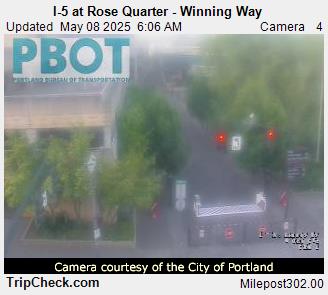 I-5 at Rose Quarter - Winning Way
Updated May 08 2025 6:06 AM Camera 4
PBOT
PORTLAND BUREAU OF TRANSPORTATION
Camera courtesy of the City of Portland
TripCheck.com Milepost302.00